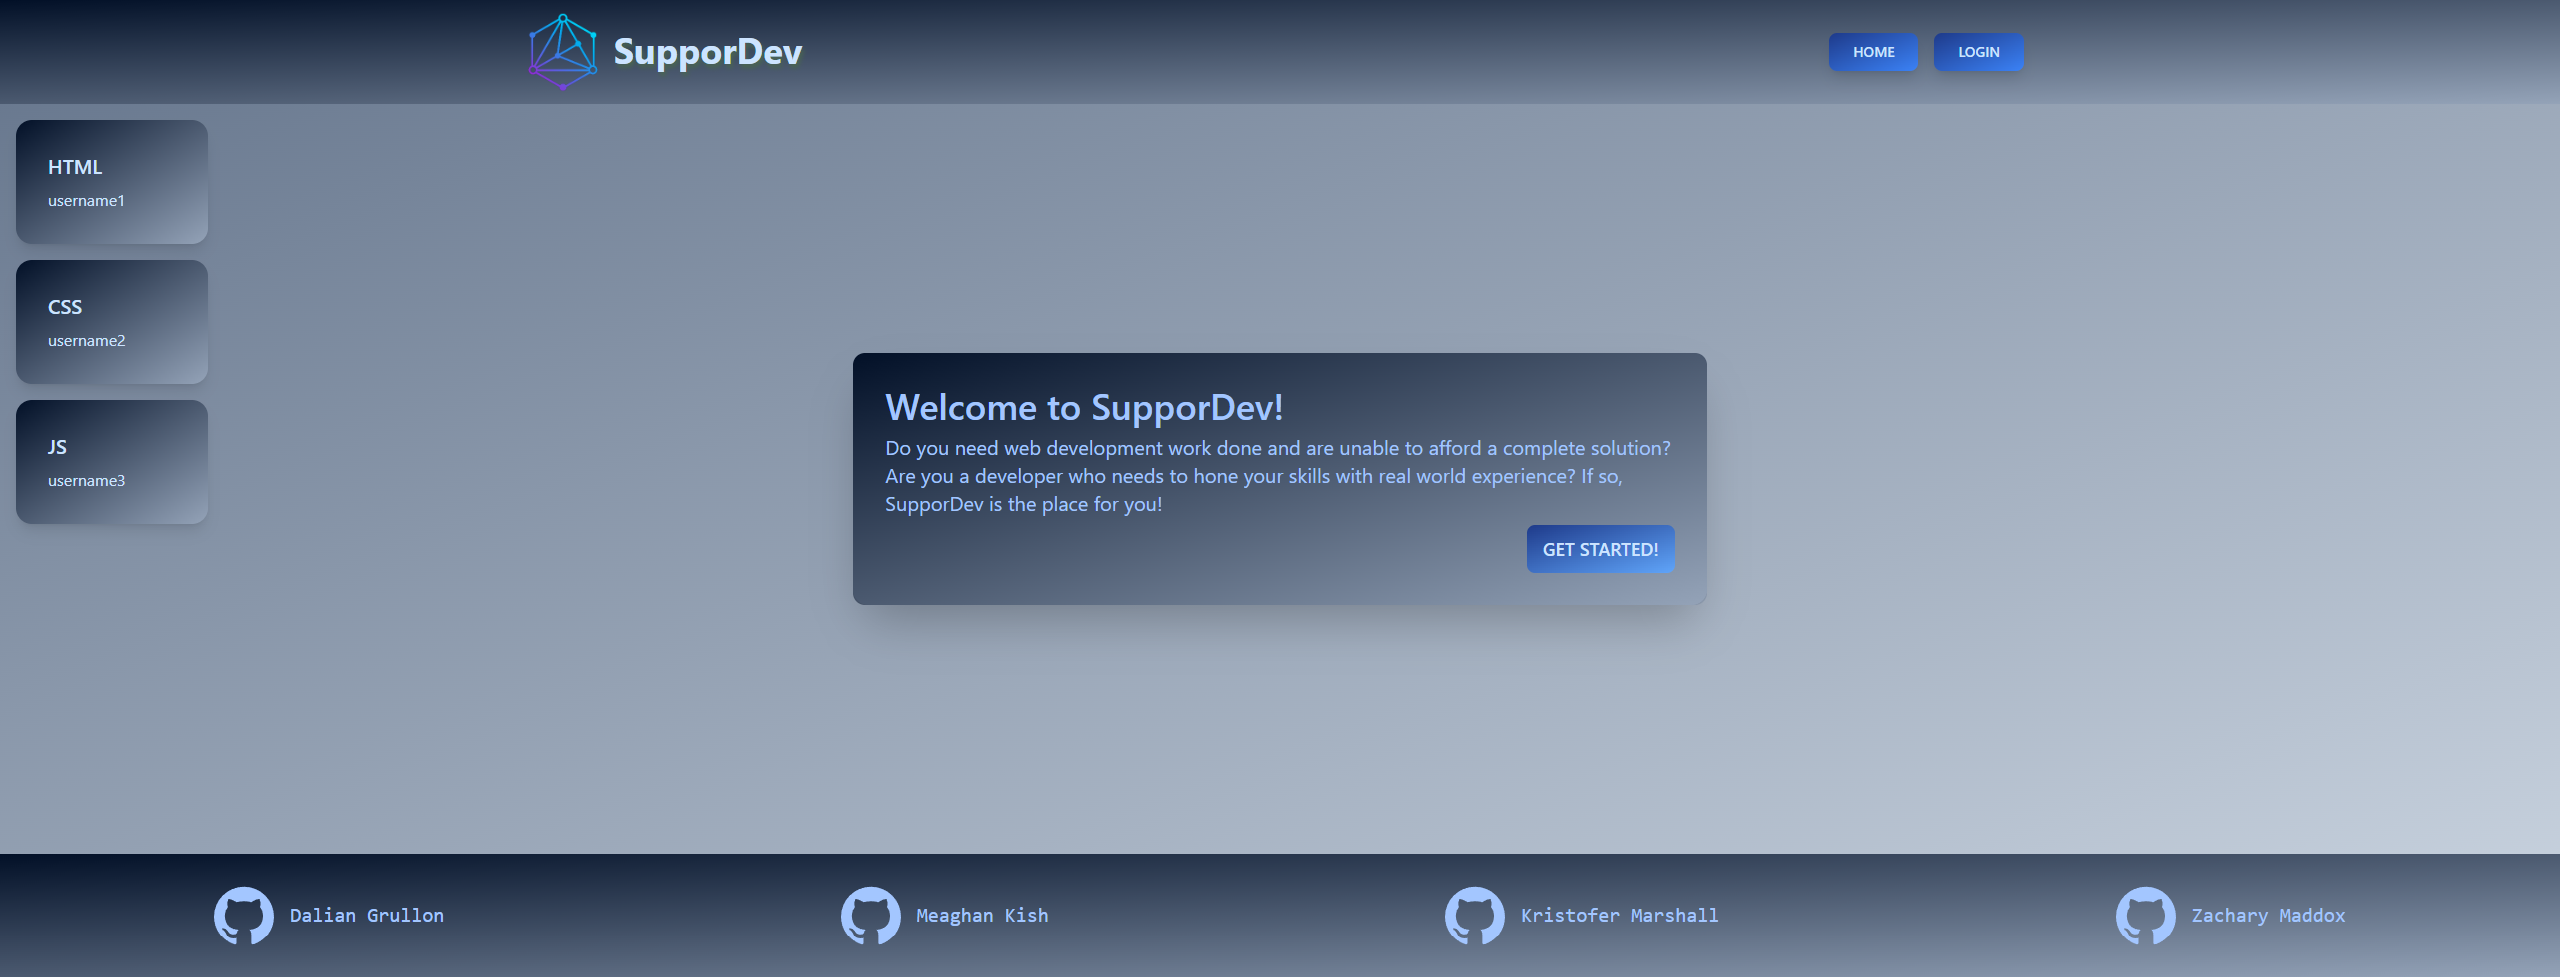 SupporDev
HOME
LOGIN
HTML
username1
CSS
username2
JS
username3
Welcome to SupporDev!
Do you need web development work done and are unable to afford a complete solution?
Are you a developer who needs to hone your skills with real world experience? If so,
SupporDev is the place for you!
GET STARTED!
Dalian Grullon
Meaghan Kish
Kristofer Marshall
Zachary Maddox